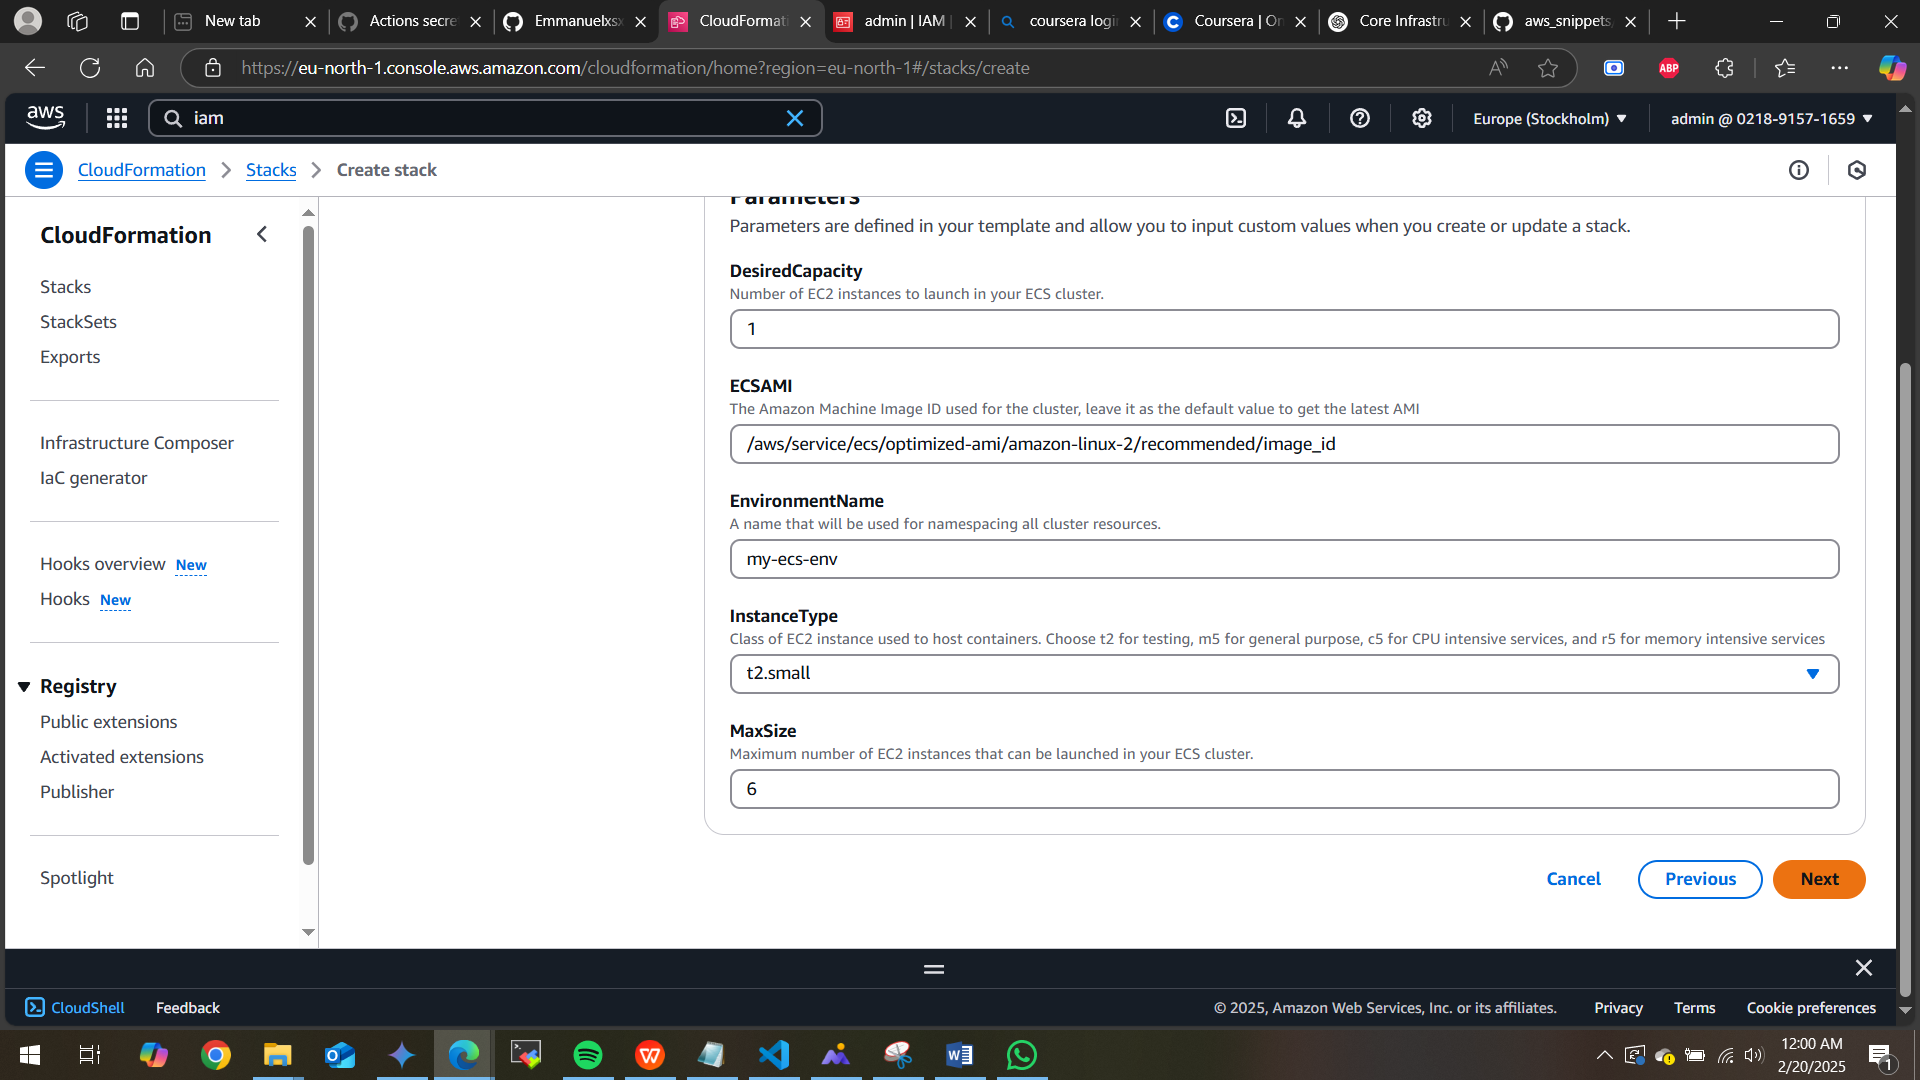 New tab
Actions secre
Emmanuelxsx
CloudFormati
admin | IAM |
coursera login
Coursera | On
Core Infrastru
aws_snippets/
https://eu-north-1.console.aws.amazon.com/cloudformation/home?region=eu-north-1#/stacks/create
ABP
aws
iam
Europe (Stockholm)
admin @ 0218-9157-1659
CloudFormation
Stacks
Create stack
CloudFormation
Stacks
StackSets
Exports
Infrastructure Composer
IaC generator
Hooks overview New
Hooks New
Registry
Public extensions
Activated extensions
Publisher
Spotlight
Parameters
Parameters are defined in your template and allow you to input custom values when you create or update a stack.
DesiredCapacity
Number of EC2 instances to launch in your ECS cluster.
1
ECSAMI
The Amazon Machine Image ID used for the cluster, leave it as the default value to get the latest AMI
/aws/service/ecs/optimized-ami/amazon-linux-2/recommended/image_id
EnvironmentName
A name that will be used for namespacing all cluster resources.
my-ecs-env
InstanceType
Class of EC2 instance used to host containers. Choose t2 for testing, m5 for general purpose, c5 for CPU intensive services, and r5 for memory intensive services
t2.small
MaxSize
Maximum number of EC2 instances that can be launched in your ECS cluster.
6
Cancel
Previous
Next
CloudShell
Feedback
© 2025, Amazon Web Services, Inc. or its affiliates.
Privacy
Terms
Cookie preferences
12:00 AM
2/20/2025
1